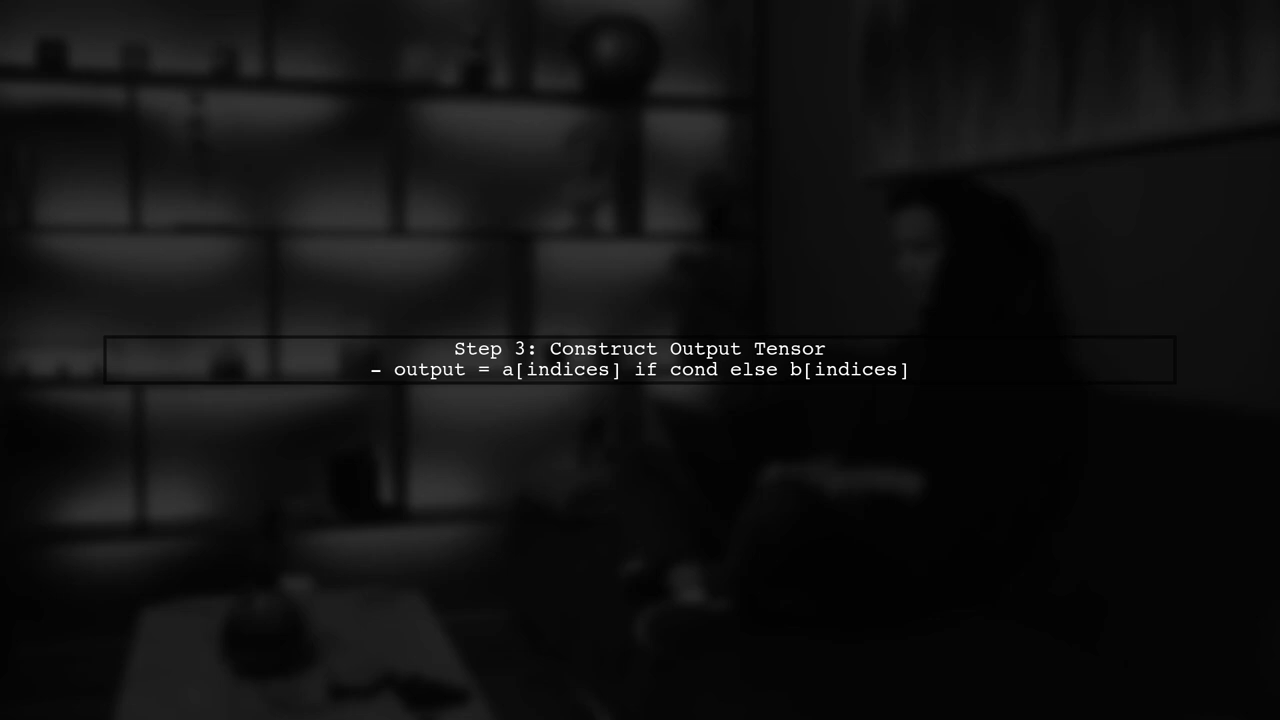 Step 3: Construct Output Tensor
- output = a[indices] if cond else b[indices]